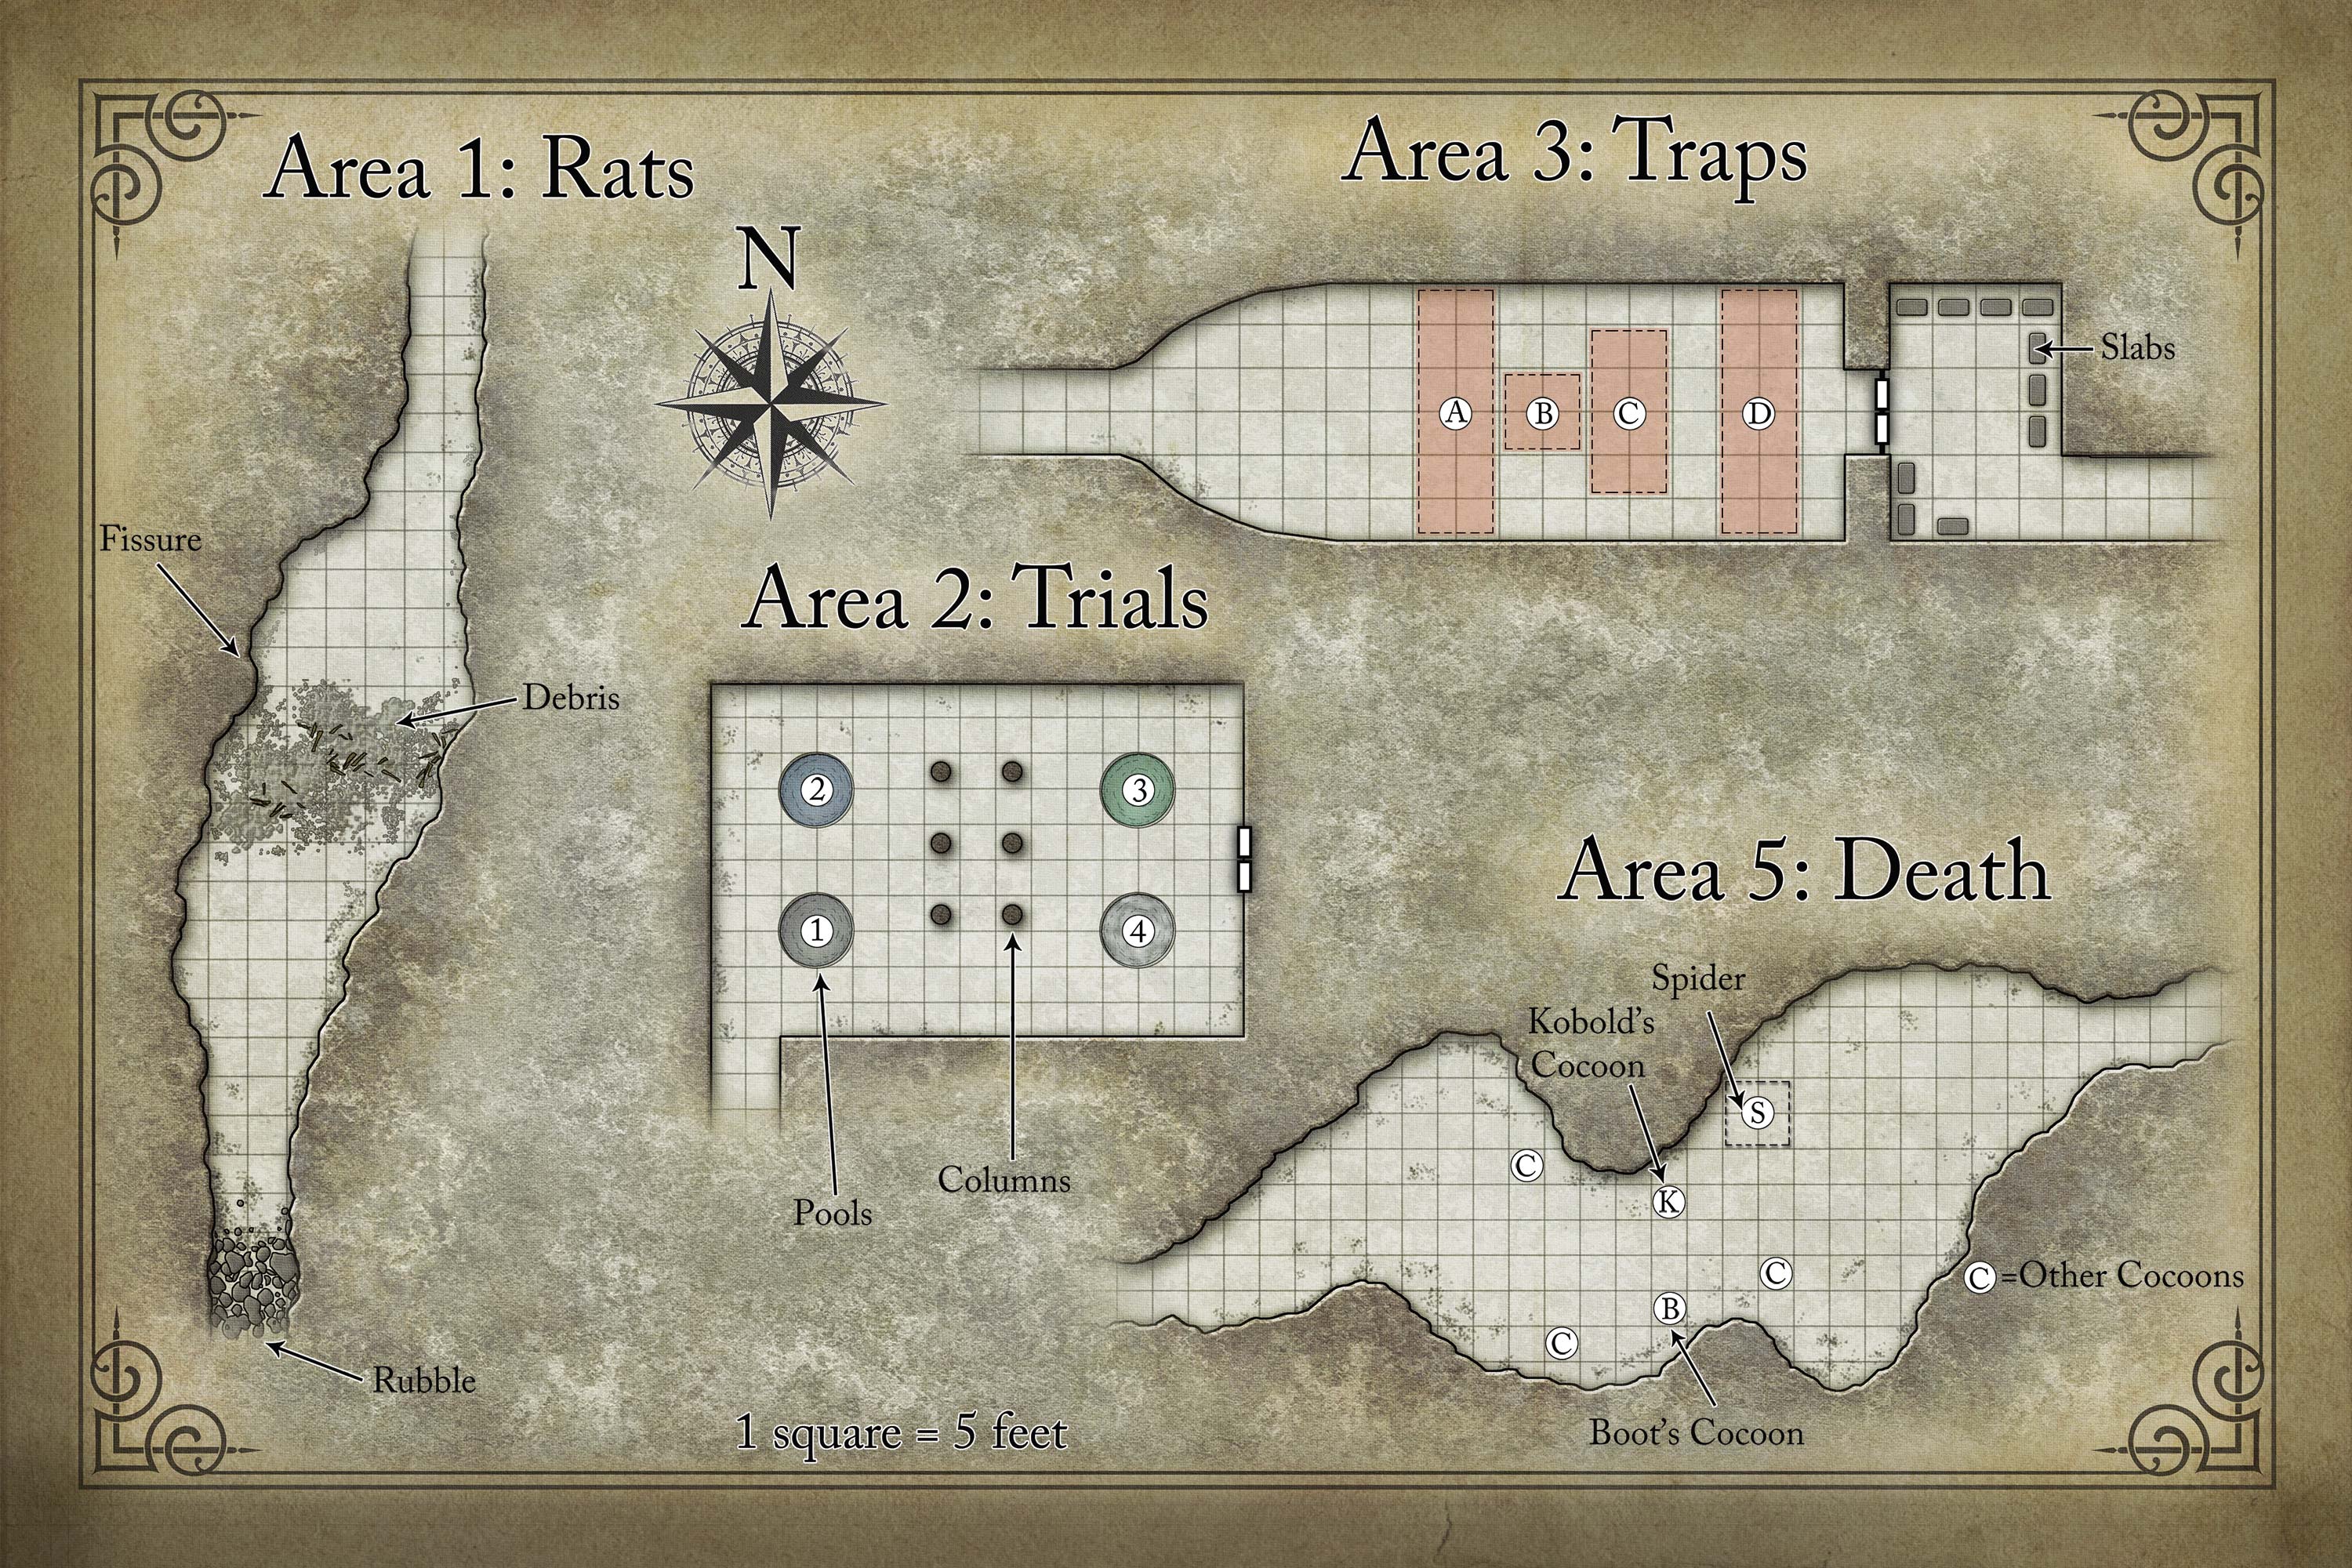 Area 1: Rats
Area 3: Traps
N
A
B
C
D
Slabs
Fissure
Debris
Area 2: Trials
2
3
1
4
Columns
Pools
Area 5: Death
Spider
Kobold's
Cocoon
S
C
K
C
C=Other Cocoons
B
C
Boot's Cocoon
Rubble
1 square = 5 feet